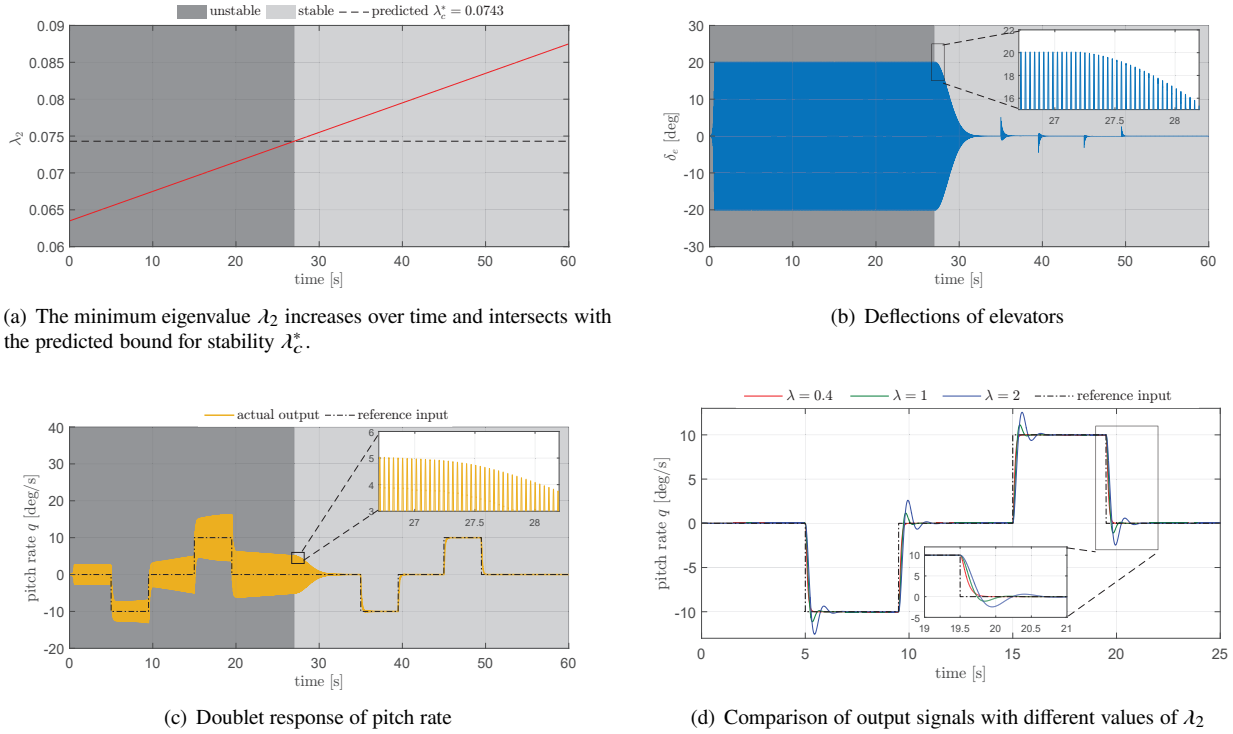 unstable stable predicted λ*c = 0.0743
0.09
0.085
0.08
0.075
0.07
0.065
0.06
λ2
0 10 20 30 40 50 60
time [s]
(a) The minimum eigenvalue λ2 increases over time and intersects with
the predicted bound for stability λ*c.
30
20
10
0
-10
-20
-30
δe [deg]
22
20
18
16
27 27.5 28
0 10 20 30 40 50 60
time [s]
(b) Deflections of elevators
actual output reference input
40
30
20
10
0
-10
-20
pitch rate q [deg/s]
6
5
4
3
27 27.5 28
0 10 20 30 40 50 60
time [s]
(c) Doublet response of pitch rate
λ = 0.4 λ = 1 λ = 2 reference input
10
5
0
-5
-10
pitch rate q [deg/s]
10
5
0
-5
19 19.5 20 20.5 21
0 5 10 15 20 25
time [s]
(d) Comparison of output signals with different values of λ2